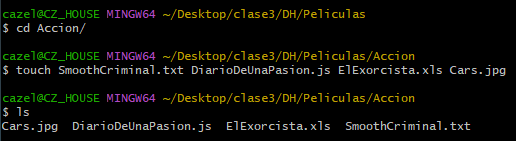 cazel@CZ_HOUSE MINGW64 ~/Desktop/clase3/DH/Peliculas
$ cd Accion/
cazel@CZ_HOUSE MINGW64 ~/Desktop/clase3/DH/Peliculas/Accion
$ touch SmoothCriminal.txt DiarioDeUnaPasion.js ElExorcista.xls Cars.jpg
cazel@CZ_HOUSE MINGW64 ~/Desktop/clase3/DH/Peliculas/Accion
$ ls
Cars.jpg  DiarioDeUnaPasion.js  ElExorcista.xls  SmoothCriminal.txt